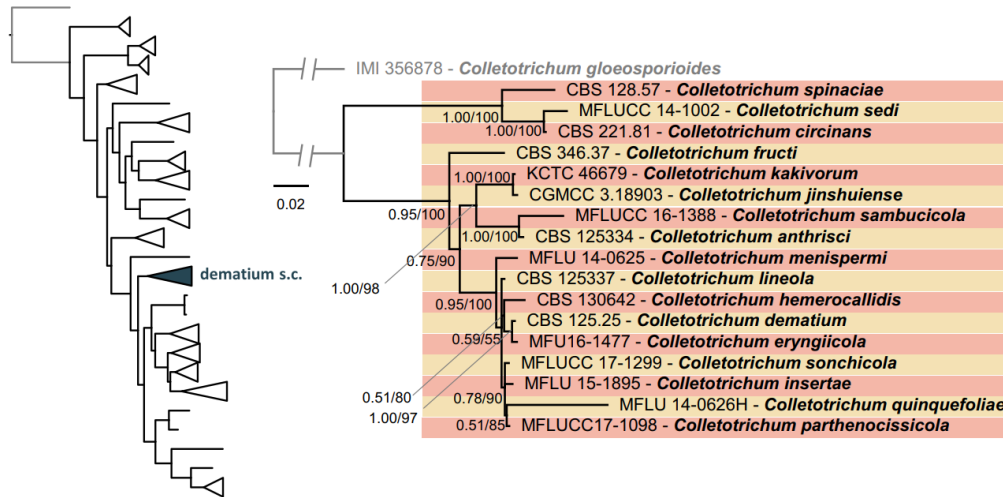 IMI 356878 - Colletotrichum gloeosporioides
CBS 128.57 - Colletotrichum spinaciae
1.00/100
MFLUCC 14-1002 - Colletotrichum sedi
1.00/100
CBS 221.81 - Colletotrichum circinans
CBS 346.37 - Colletotrichum fructi
0.02
1.00/100
KCTC 46679 - Colletotrichum kakivorum
CGMCC 3.18903 - Colletotrichum jinshuiense
0.95/100
MFLUCC 16-1388 - Colletotrichum sambucicola
1.00/100
CBS 125334 - Colletotrichum anthrisci
0.75/90
MFLU 14-0625 - Colletotrichum menispermi
dematium s.c.
1.00/98
CBS 125337 - Colletotrichum lineola
0.95/100
CBS 130642 - Colletotrichum hemerocallidis
CBS 125.25 - Colletotrichum dematium
0.59/55
MFU16-1477 - Colletotrichum eryngiicola
MFLUCC 17-1299 - Colletotrichum sonchicola
MFLU 15-1895 - Colletotrichum insertae
0.51/80
0.78/90
MFLU 14-0626H - Colletotrichum quinquefoliae
1.00/97
0.51/85
MFLUCC17-1098 - Colletotrichum parthenocissicola